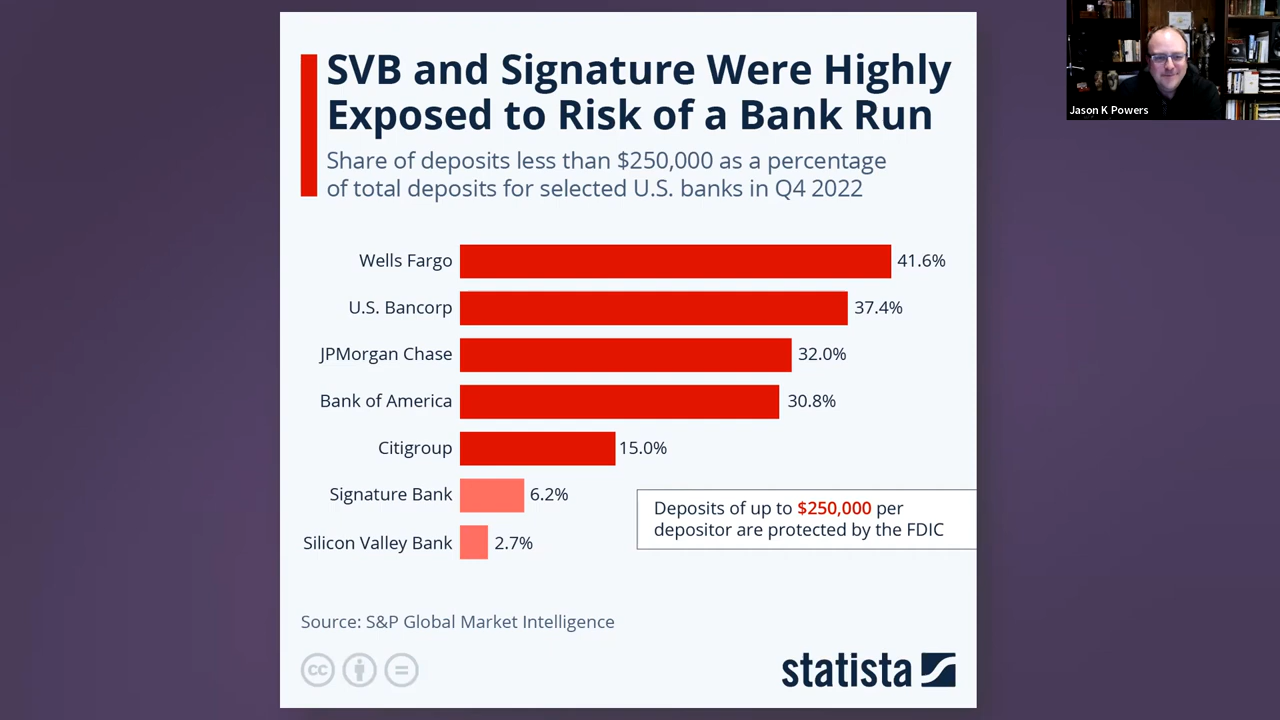 SVB and Signature Were Highly
Exposed to Risk of a Bank Run
Share of deposits less than $250,000 as a percentage
of total deposits for selected U.S. banks in Q4 2022
Wells Fargo 41.6%
U.S. Bancorp 37.4%
JPMorgan Chase 32.0%
Bank of America 30.8%
Citigroup 15.0%
Signature Bank 6.2%
Silicon Valley Bank 2.7%
Deposits of up to $250,000 per
depositor are protected by the FDIC
Source: S&P Global Market Intelligence
cc
statista
Jason K Powers